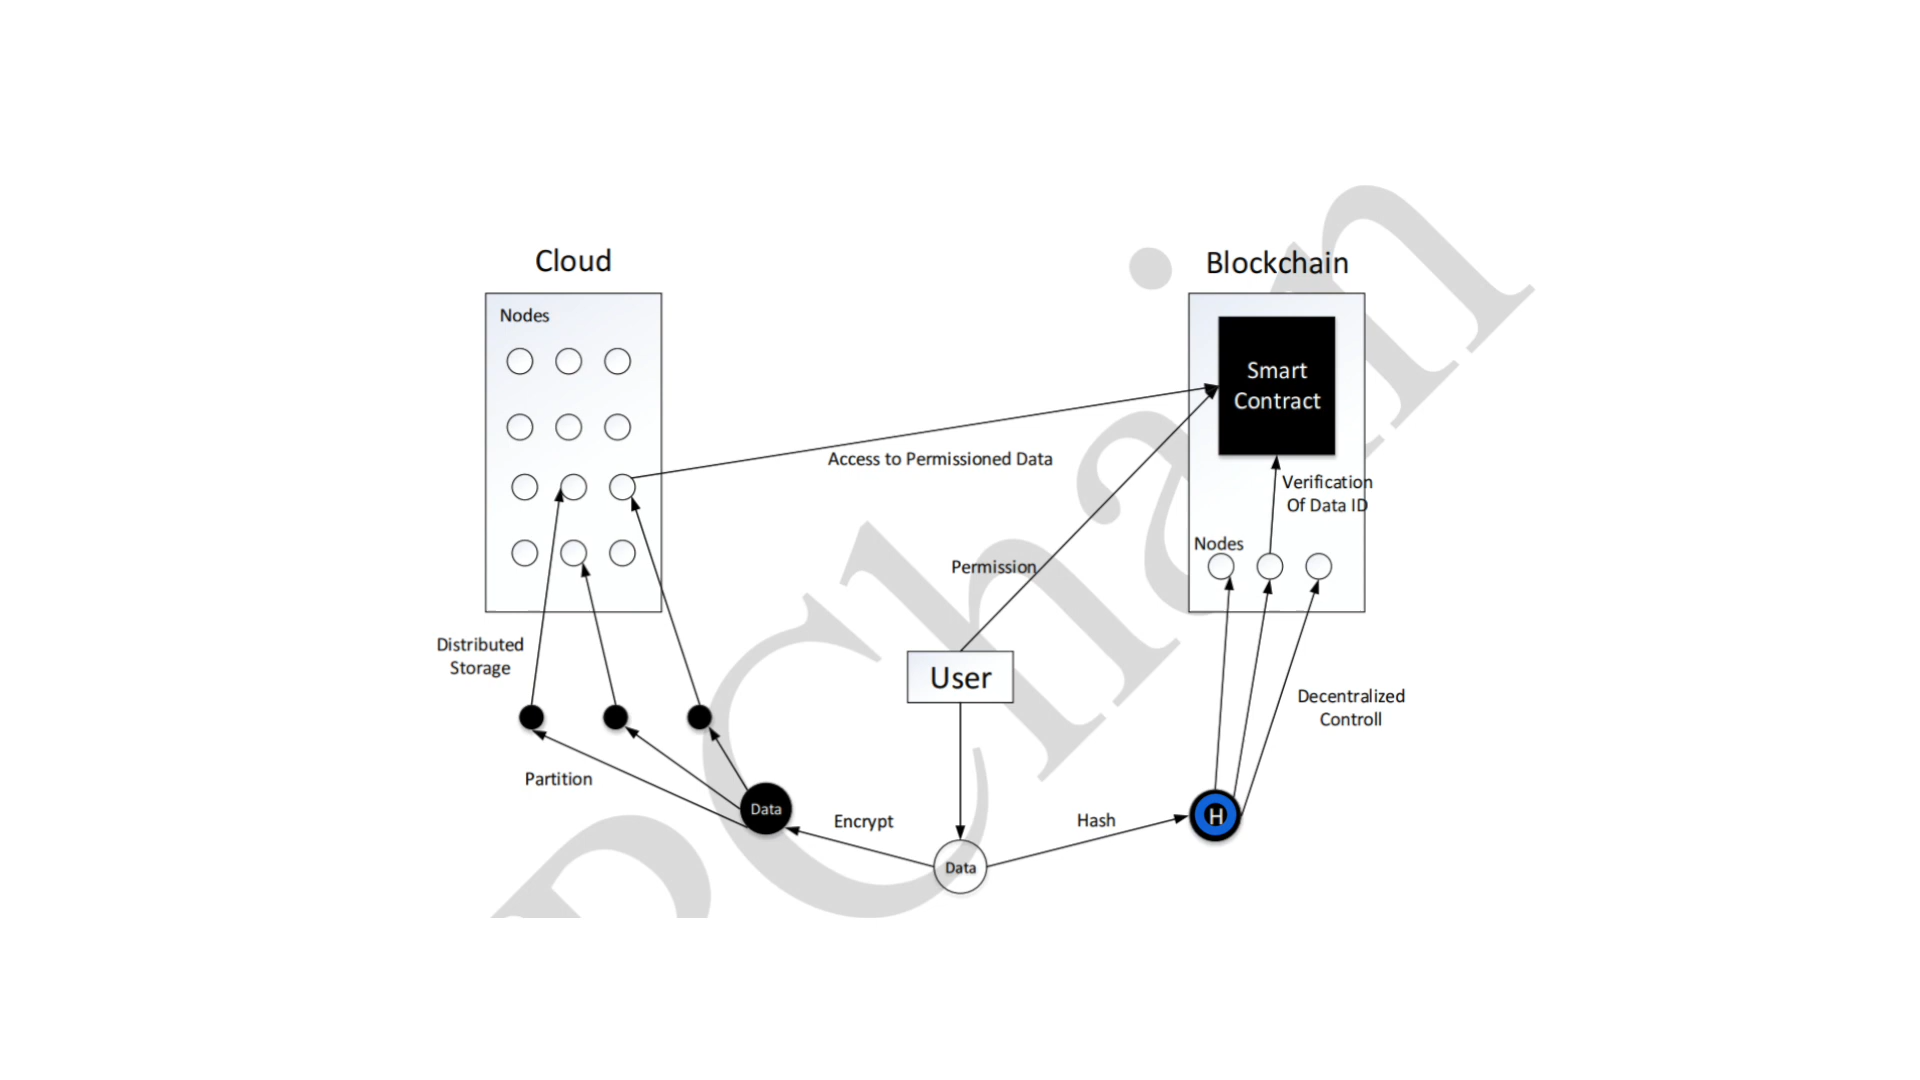 Cloud
Blockchain
Nodes
Smart
Contract
Access to Permissioned Data
Verification
Of Data ID
Nodes
Permission
Distributed
Storage
User
Decentralized
Controll
Partition
Data
Encrypt
Hash
H
Data
pChain